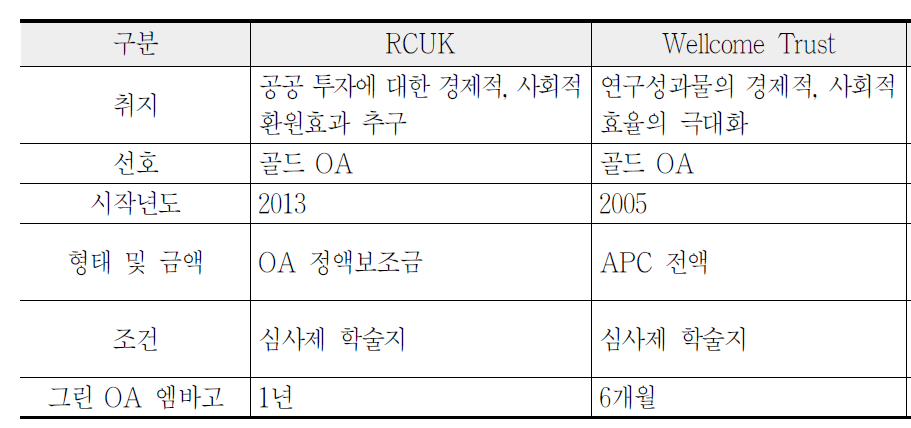 구분 RCUK Wellcome Trust
취지 공공 투자에 대한 경제적, 사회적 환원효과 추구 연구성과물의 경제적, 사회적 효율의 극대화
선호 골드 OA 골드 OA
시작년도 2013 2005
형태 및 금액 OA 정액보조금 APC 전액
조건 심사제 학술지 심사제 학술지
그린 OA 엠바고 1년 6개월